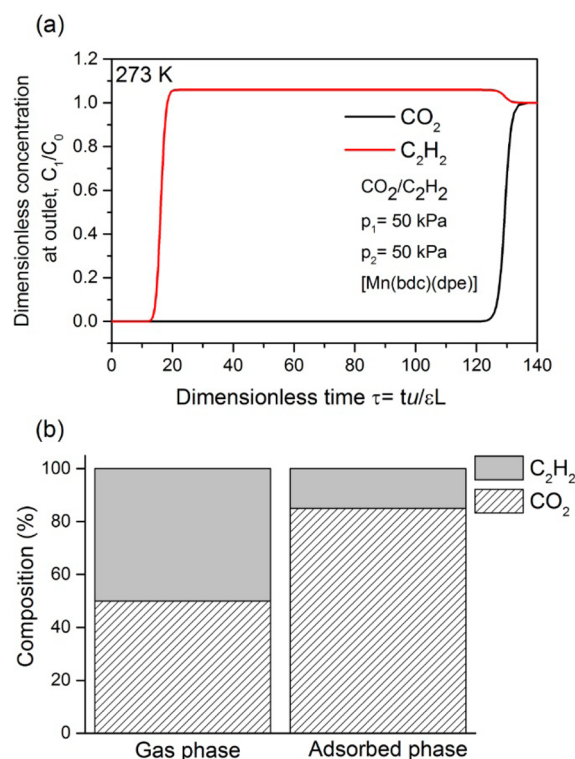 (a)
273 K
1.2
1.0
0.8
0.6
0.4
0.2
0.0
Dimensionless concentration
at outlet, C₁/C₀
CO₂
C₂H₂
CO₂/C₂H₂
p₁= 50 kPa
p₂= 50 kPa
[Mn(bdc)(dpe)]
0 20 40 60 80 100 120 140
Dimensionless time τ= tu/εL
(b)
100
80
60
40
20
0
Composition (%)
C₂H₂
CO₂
Gas phase Adsorbed phase